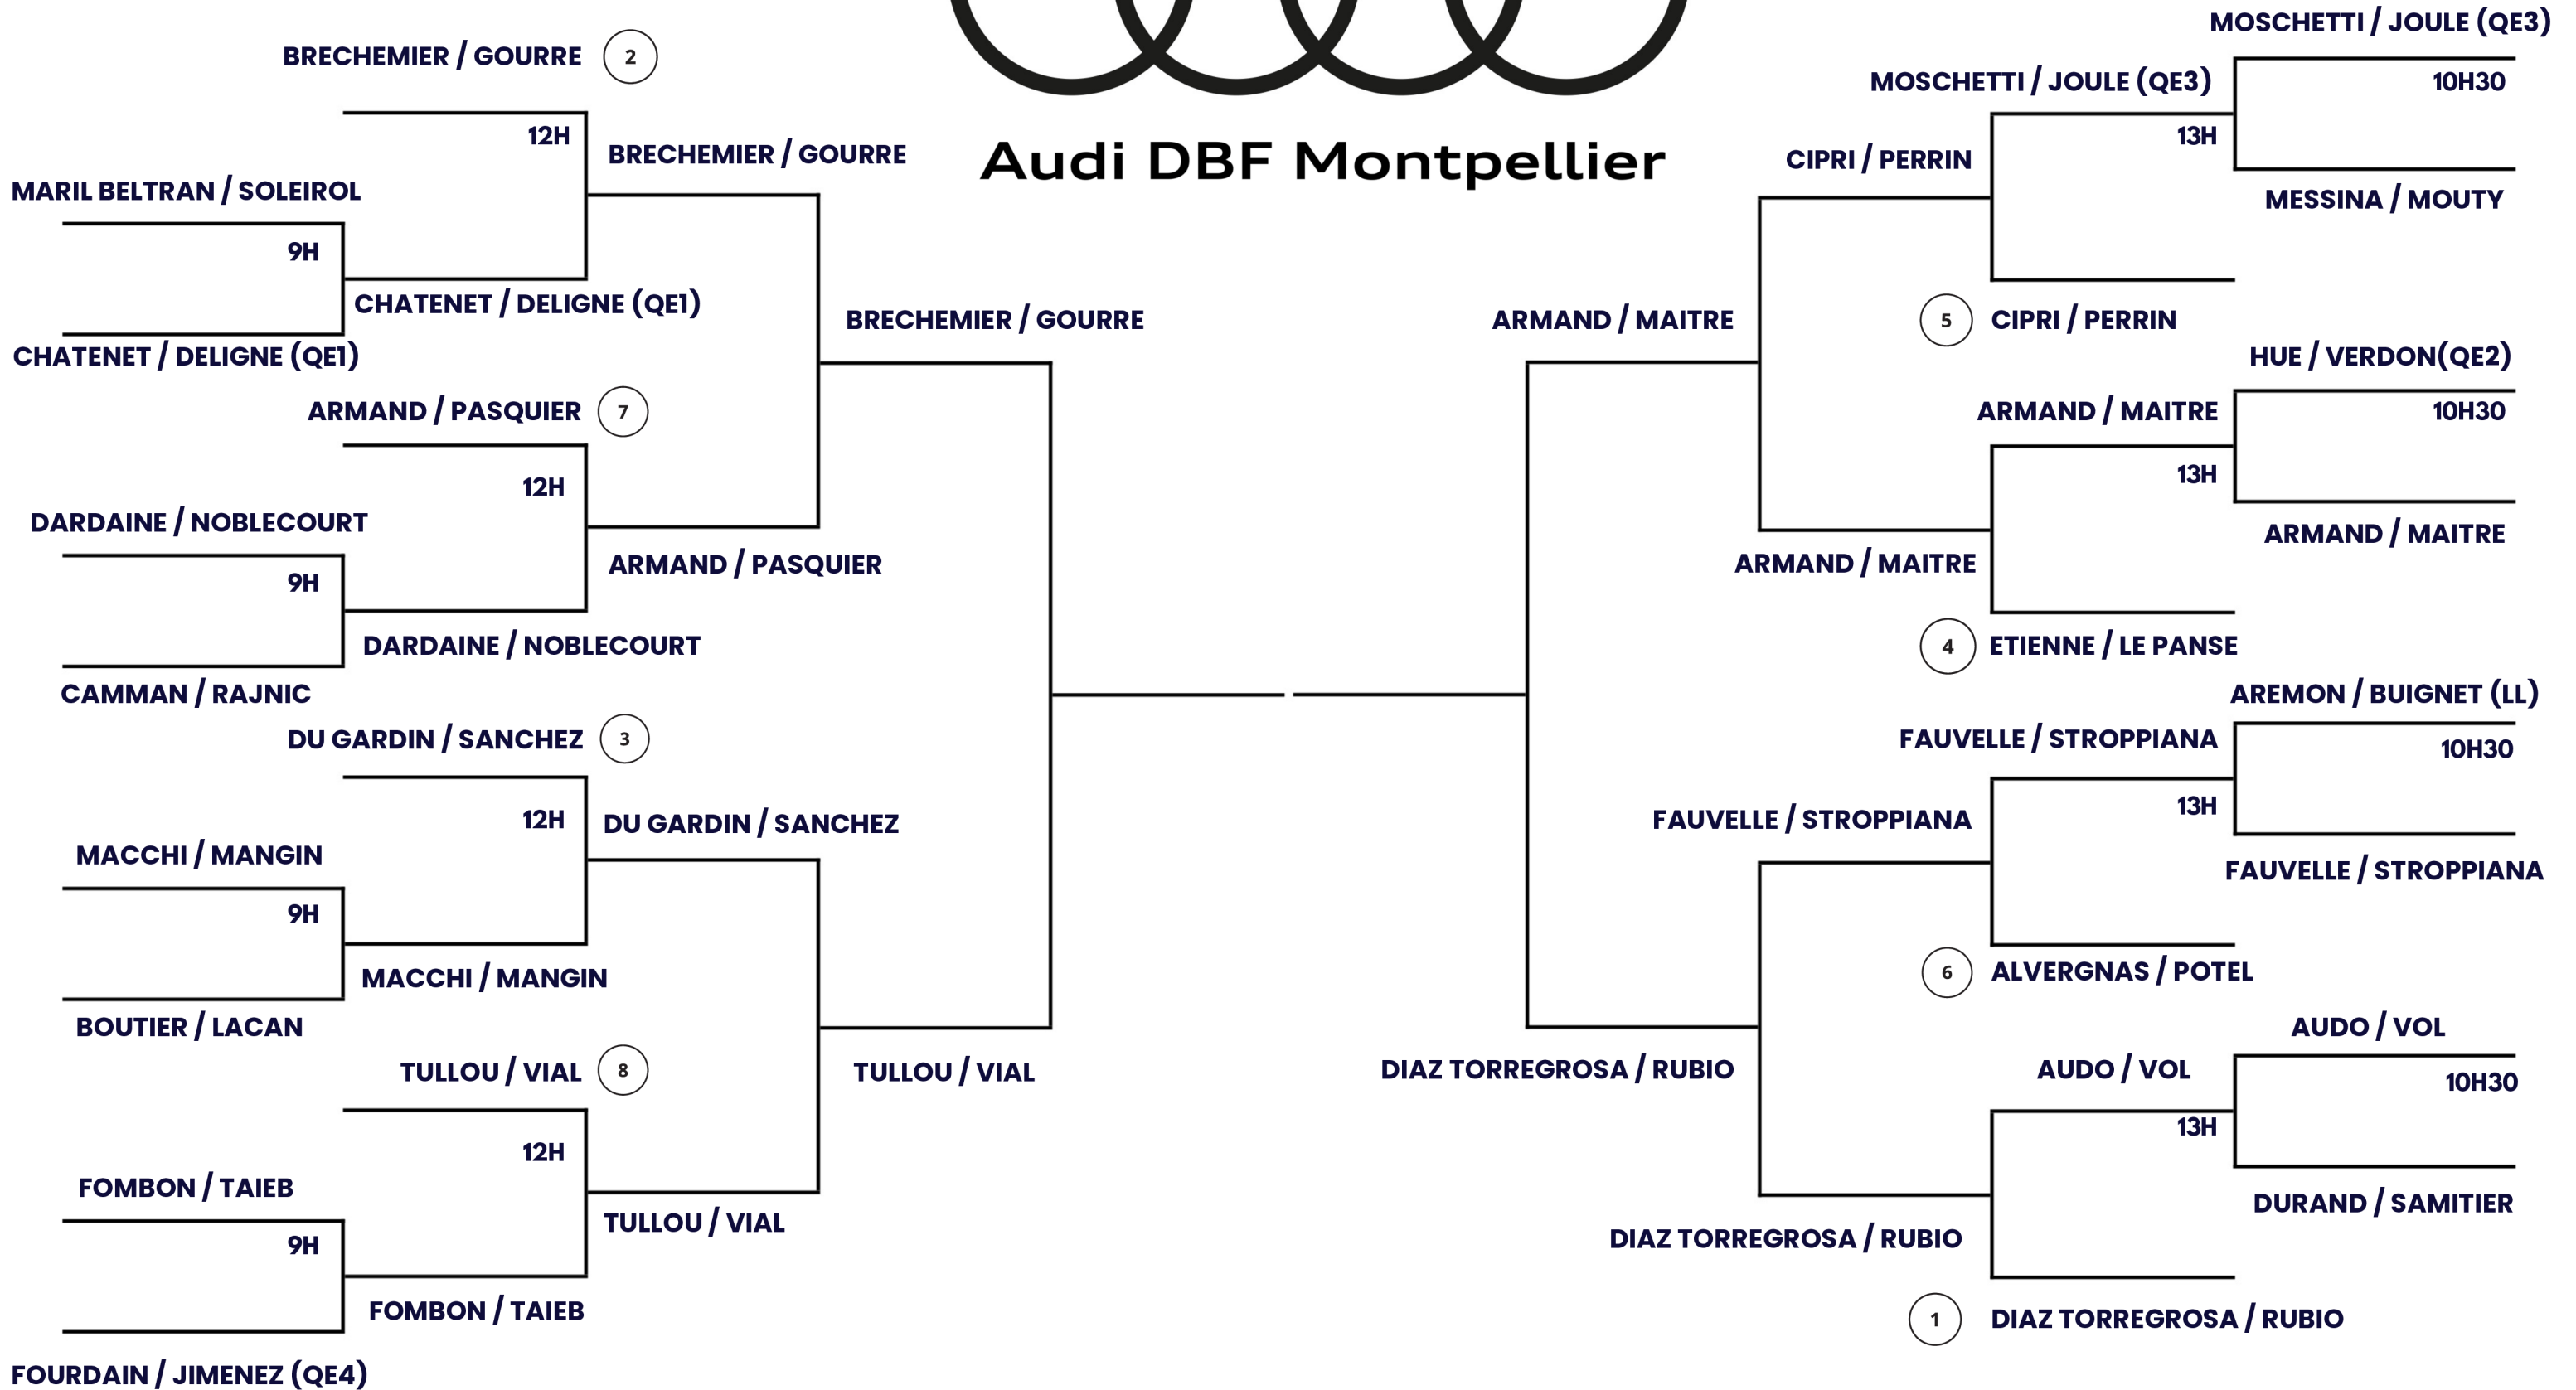 MOSCHETTI / JOULE (QE3)
BRECHEMIER / GOURRE 2
MOSCHETTI / JOULE (QE3) 10H30
12H 13H
BRECHEMIER / GOURRE Audi DBF Montpellier CIPRI / PERRIN
MARIL BELTRAN / SOLEIROL MESSINA / MOUTY
9H
CHATENET / DELIGNE (QE1)
BRECHEMIER / GOURRE ARMAND / MAITRE 5 CIPRI / PERRIN
CHATENET / DELIGNE (QE1) HUE / VERDON(QE2)
ARMAND / PASQUIER 7 ARMAND / MAITRE 10H30
12H 13H
DARDAINE / NOBLECOURT ARMAND / MAITRE
ARMAND / PASQUIER ARMAND / MAITRE
9H
DARDAINE / NOBLECOURT 4 ETIENNE / LE PANSE
CAMMAN / RAJNIC AREMON / BUIGNET (LL)
DU GARDIN / SANCHEZ 3 FAUVELLE / STROPPIANA 10H30
12H DU GARDIN / SANCHEZ FAUVELLE / STROPPIANA 13H
MACCHI / MANGIN FAUVELLE / STROPPIANA
9H
MACCHI / MANGIN 6 ALVERGNAS / POTEL
BOUTIER / LACAN AUDO / VOL
TULLOU / VIAL 8 TULLOU / VIAL DIAZ TORREGROSA / RUBIO AUDO / VOL 10H30
12H 13H
FOMBON / TAIEB DURAND / SAMITIER
TULLOU / VIAL DIAZ TORREGROSA / RUBIO
9H
FOMBON / TAIEB 1 DIAZ TORREGROSA / RUBIO
FOURDAIN / JIMENEZ (QE4)